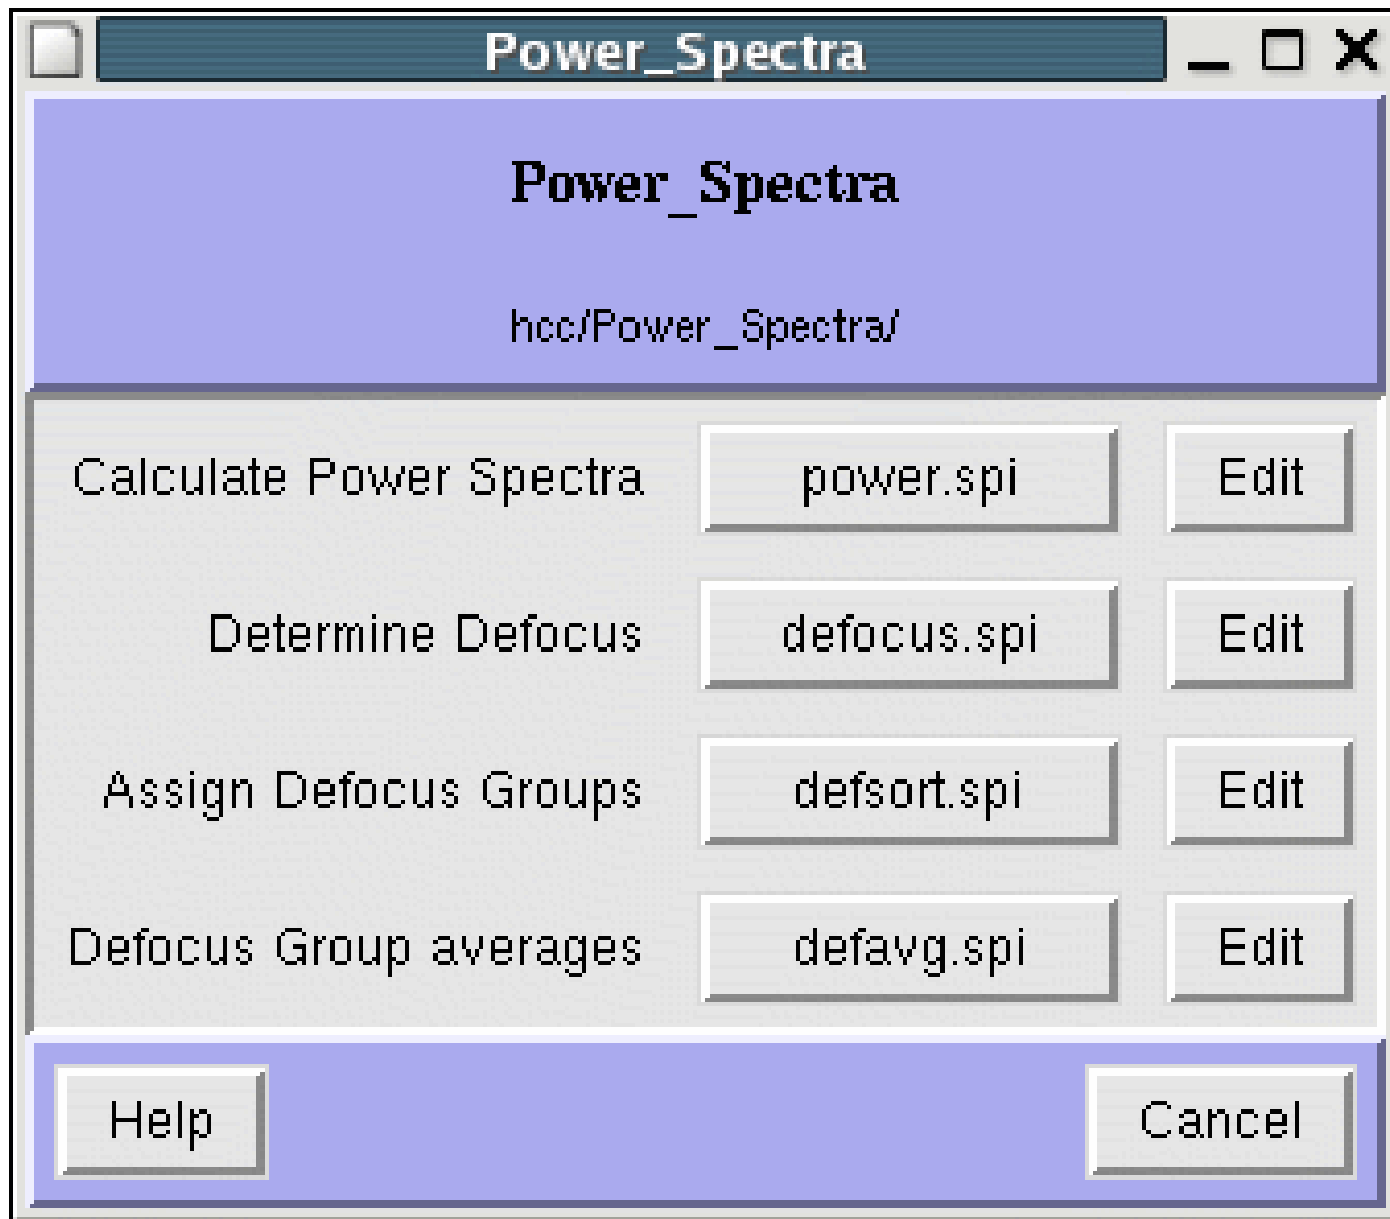 Power_Spectra
Power_Spectra
hcc/Power_Spectra/
Calculate Power Spectra power.spi Edit
Determine Defocus defocus.spi Edit
Assign Defocus Groups defsort.spi Edit
Defocus Group averages defavg.spi Edit
Help Cancel